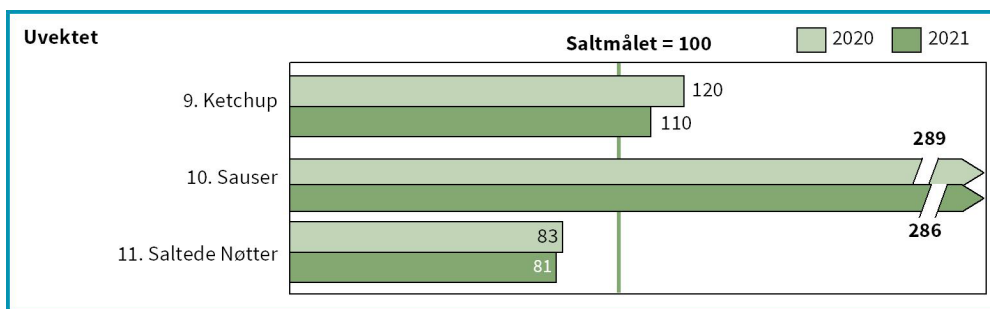 Uvektet
Saltmålet = 100
2020
2021
9. Ketchup
120
110
10. Sauser
289
286
11. Saltede Nøtter
83
81